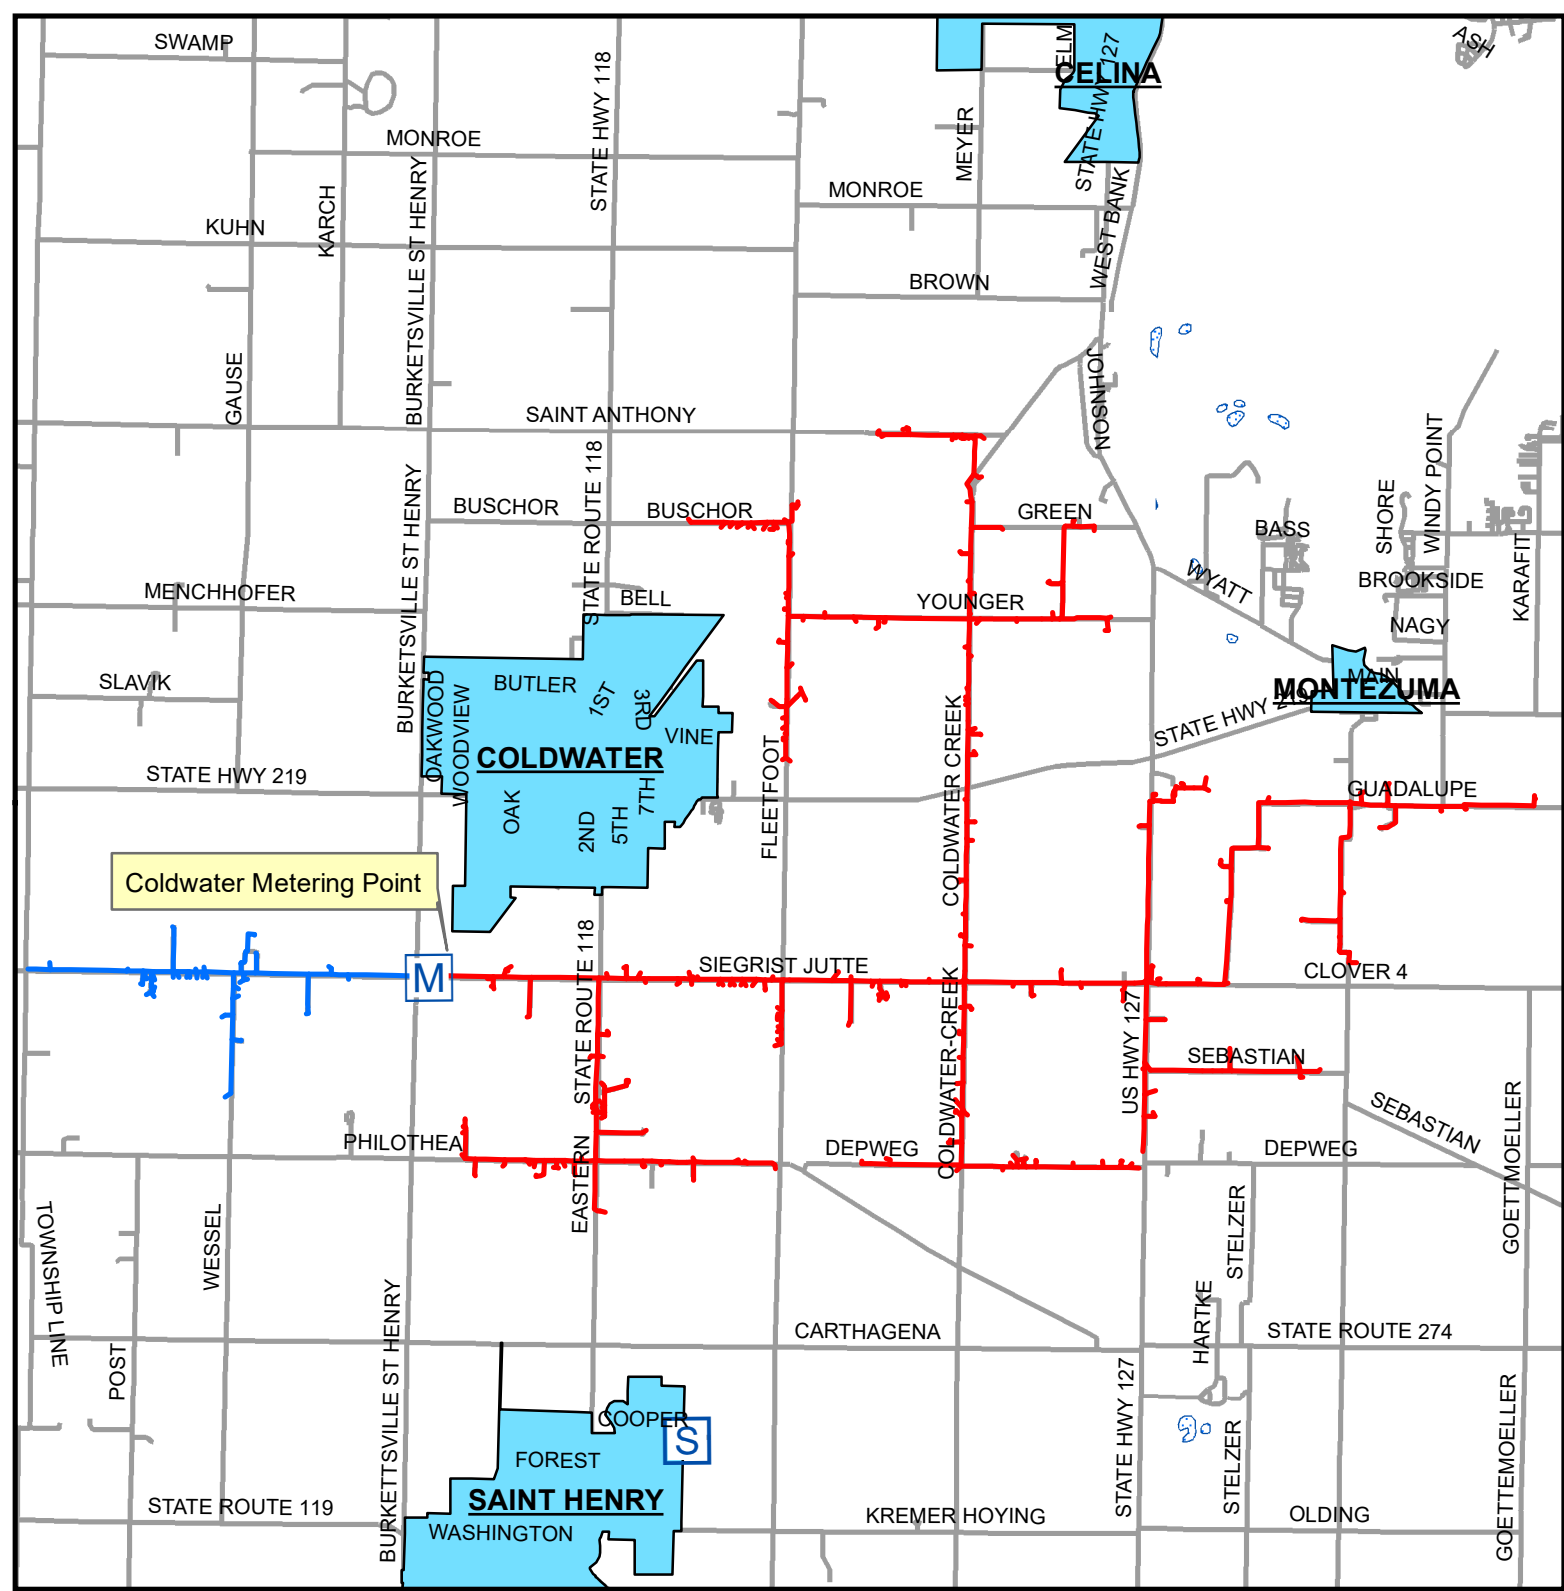 SWAMP
STATE HWY 118
ELM
STATE HWY 127
CELINA
ASH
MONROE
MEYER
MONROE
KARCH
BURKETSVILLE ST HENRY
KUHN
WEST BANK
BROWN
GAUSE
JOHNSON
SAINT ANTHONY
WINDY POINT
BURKETSVILLE ST HENRY
STATE ROUTE 118
BUSCHOR
BUSCHOR
GREEN
BASS
SHORE
KARAFIT
MENCHHOFER
BELL
YOUNGER
WYATT
BROOKSIDE
NAGY
SLAVIK
OAKWOOD
WOODVIEW
BUTLER
1ST
3RD
VINE
COLDWATER
MAIN
MONTEZUMA
STATE HWY 219
STATE HWY 219
OAK
2ND
5TH
7TH
FLEETFOOT
COLDWATER CREEK
GUADALUPE
Coldwater Metering Point
M
STATE ROUTE 118
SIEGRIST JUTTE
COLDWATER-CREEK
US HWY 127
CLOVER 4
SEBASTIAN
SEBASTIAN
PHILOTHEA
EASTERN
DEPWEG
DEPWEG
GOETTMOELLER
TOWNSHIP LINE
WESSEL
STELZER
POST
BURKETTSVILLE ST HENRY
CARTHAGENA
HARTKE
STATE ROUTE 274
STATE HWY 127
COOPER
S
FOREST
SAINT HENRY
WASHINGTON
STATE ROUTE 119
KREMER HOYING
STELZER
OLDING
GOETTEMOELLER